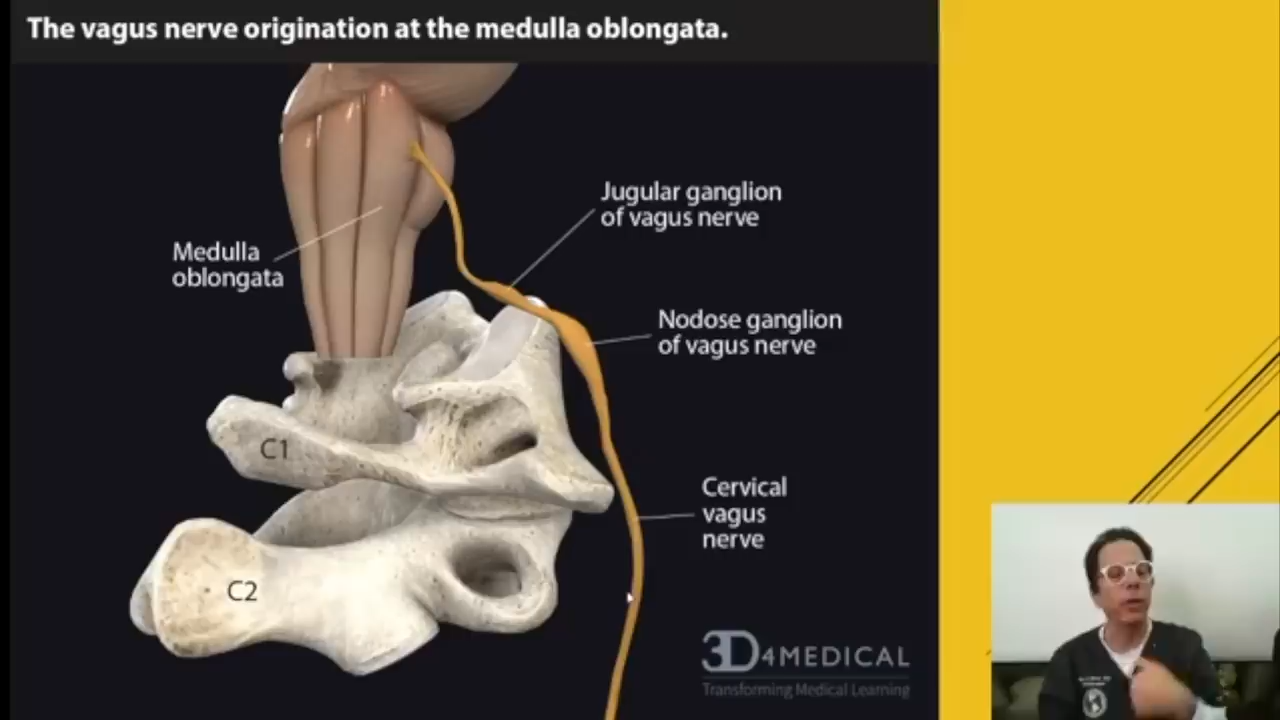 The vagus nerve origination at the medulla oblongata.
Jugular ganglion
of vagus nerve
Medulla
oblongata
Nodose ganglion
of vagus nerve
C1
Cervical
vagus
nerve
C2
3D4MEDICAL
Transforming Medical Learning